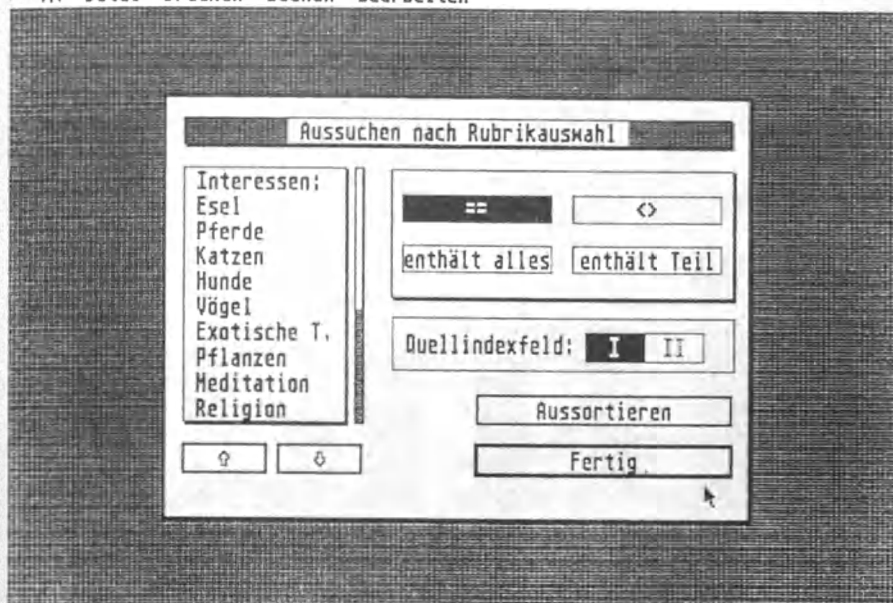 Aussuchen nach Rubrikauswahl
Interessen:
Esel
Pferde
Katzen
Hunde
Vögel
Exotische T.
Pflanzen
Meditation
Religion
⇧ ⇩
== <>
enthält alles enthält Teil
Quellindexfeld: I II
Aussortieren
Fertig